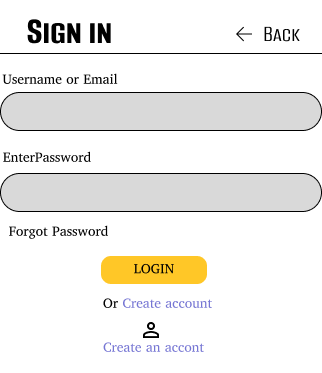 Sign in
Back
Username or Email
EnterPassword
Forgot Password
LOGIN
Or Create account
Create an accont